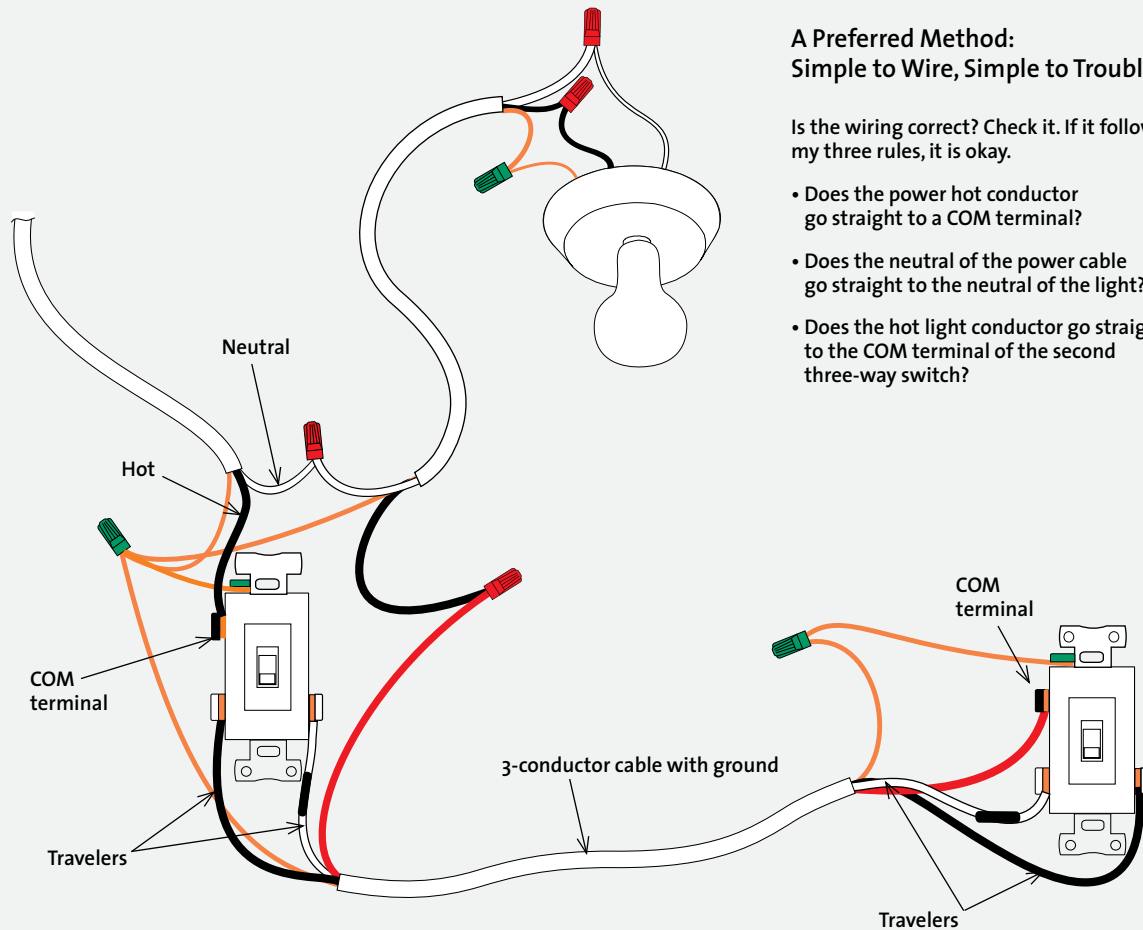 A Preferred Method:
Simple to Wire, Simple to
Is the wiring correct? Check it. If it
my three rules, it is okay.
• Does the power hot conductor
go straight to a COM terminal?
• Does the neutral of the power cable
go straight to the neutral of the light?
• Does the hot light conductor go
to the COM terminal of the second
three-way switch?
Neutral
Hot
COM
terminal
COM
terminal
3-conductor cable with ground
Travelers
Travelers